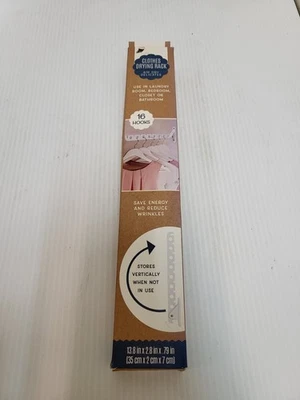 CLOTHES
DRYING RACK
USE IN LAUNDRY
ROOM, BEDROOM,
CLOSET OR
BATHROOM
16
HOOKS
SAVE ENERGY
AND REDUCE
WRINKLES
STORES
VERTICALLY
WHEN NOT
IN USE
13.8 in x 2.8 in x .79 in
(35 cm x 2 cm x 7 cm)